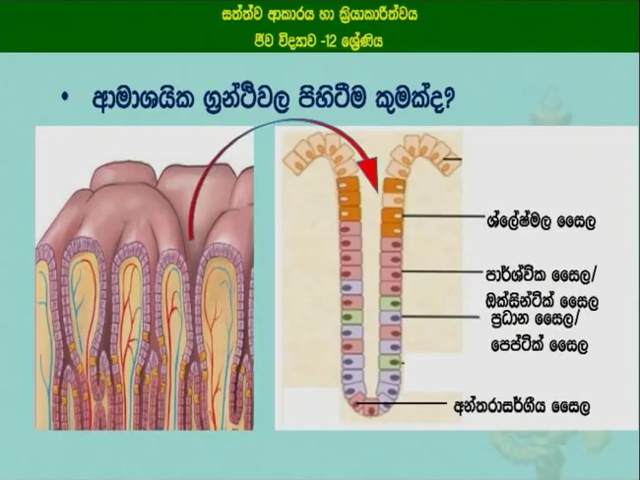 සත්ත්ව ආකාරය හා ක්‍රියාකාරීත්වය
ජීව විද්‍යාව -12 ශ්‍රේණිය
• ආමාශයික ග්‍රන්ථිවල පිහිටීම කුමක්ද?
ශ්ලේෂ්මල සෛල
පාර්ශ්වික සෛල/
ඔක්සින්ටික් සෛල
ප්‍රධාන සෛල/
පෙප්ටික් සෛල
අන්තරාසර්ගීය සෛල